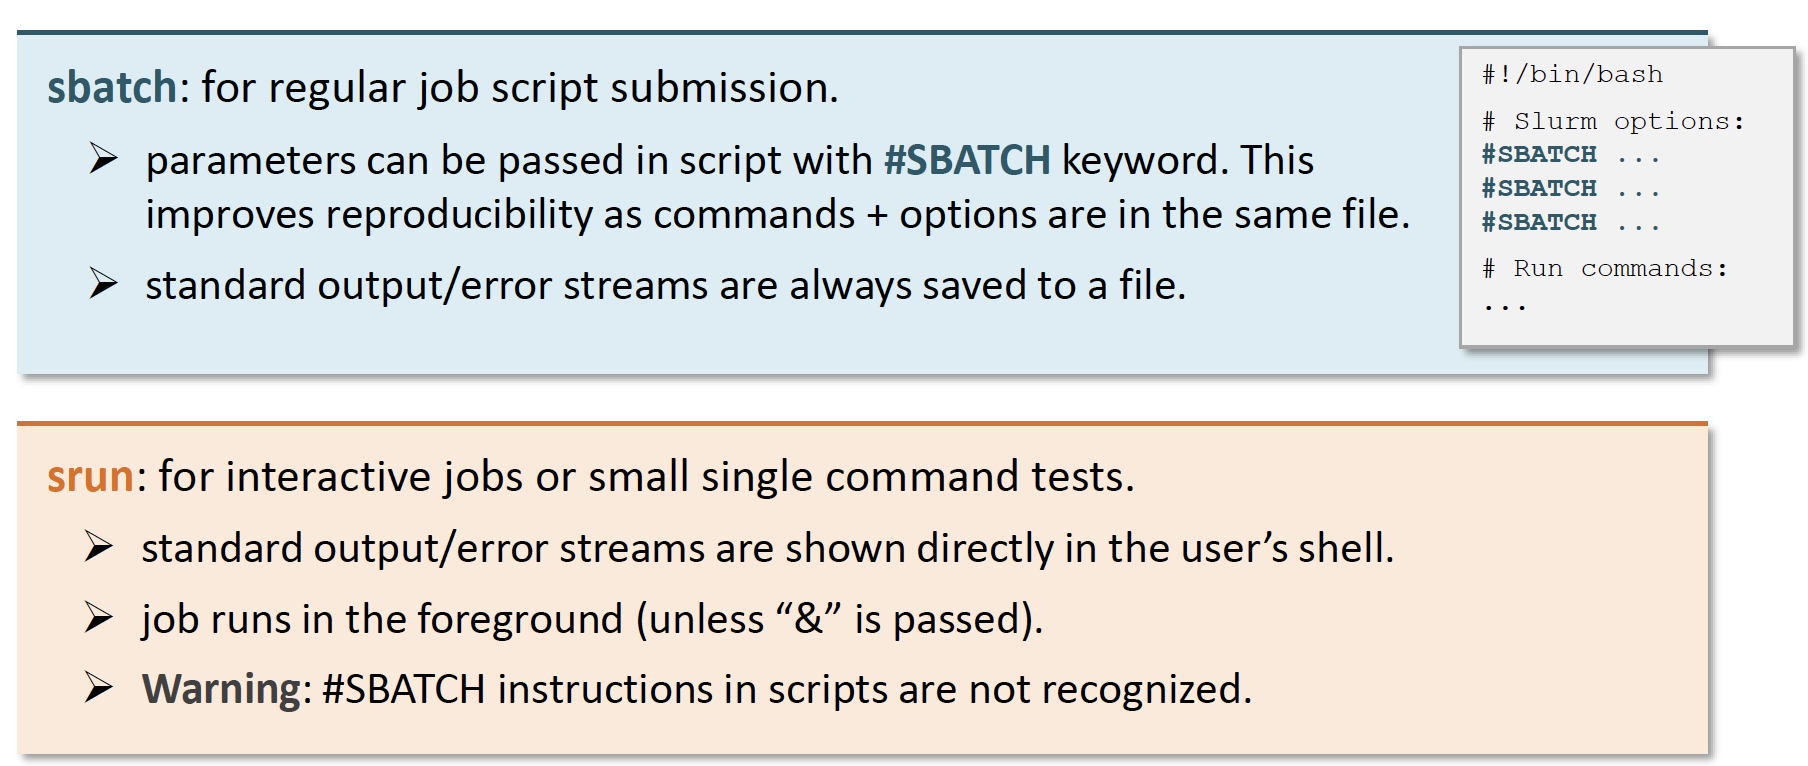 sbatch: for regular job script submission.
➢ parameters can be passed in script with #SBATCH keyword. This
improves reproducibility as commands + options are in the same file.
➢ standard output/error streams are always saved to a file.
#!/bin/bash
# Slurm options:
#SBATCH ...
#SBATCH ...
#SBATCH ...
# Run commands:
...
srun: for interactive jobs or small single command tests.
➢ standard output/error streams are shown directly in the user’s shell.
➢ job runs in the foreground (unless “&” is passed).
➢ Warning: #SBATCH instructions in scripts are not recognized.